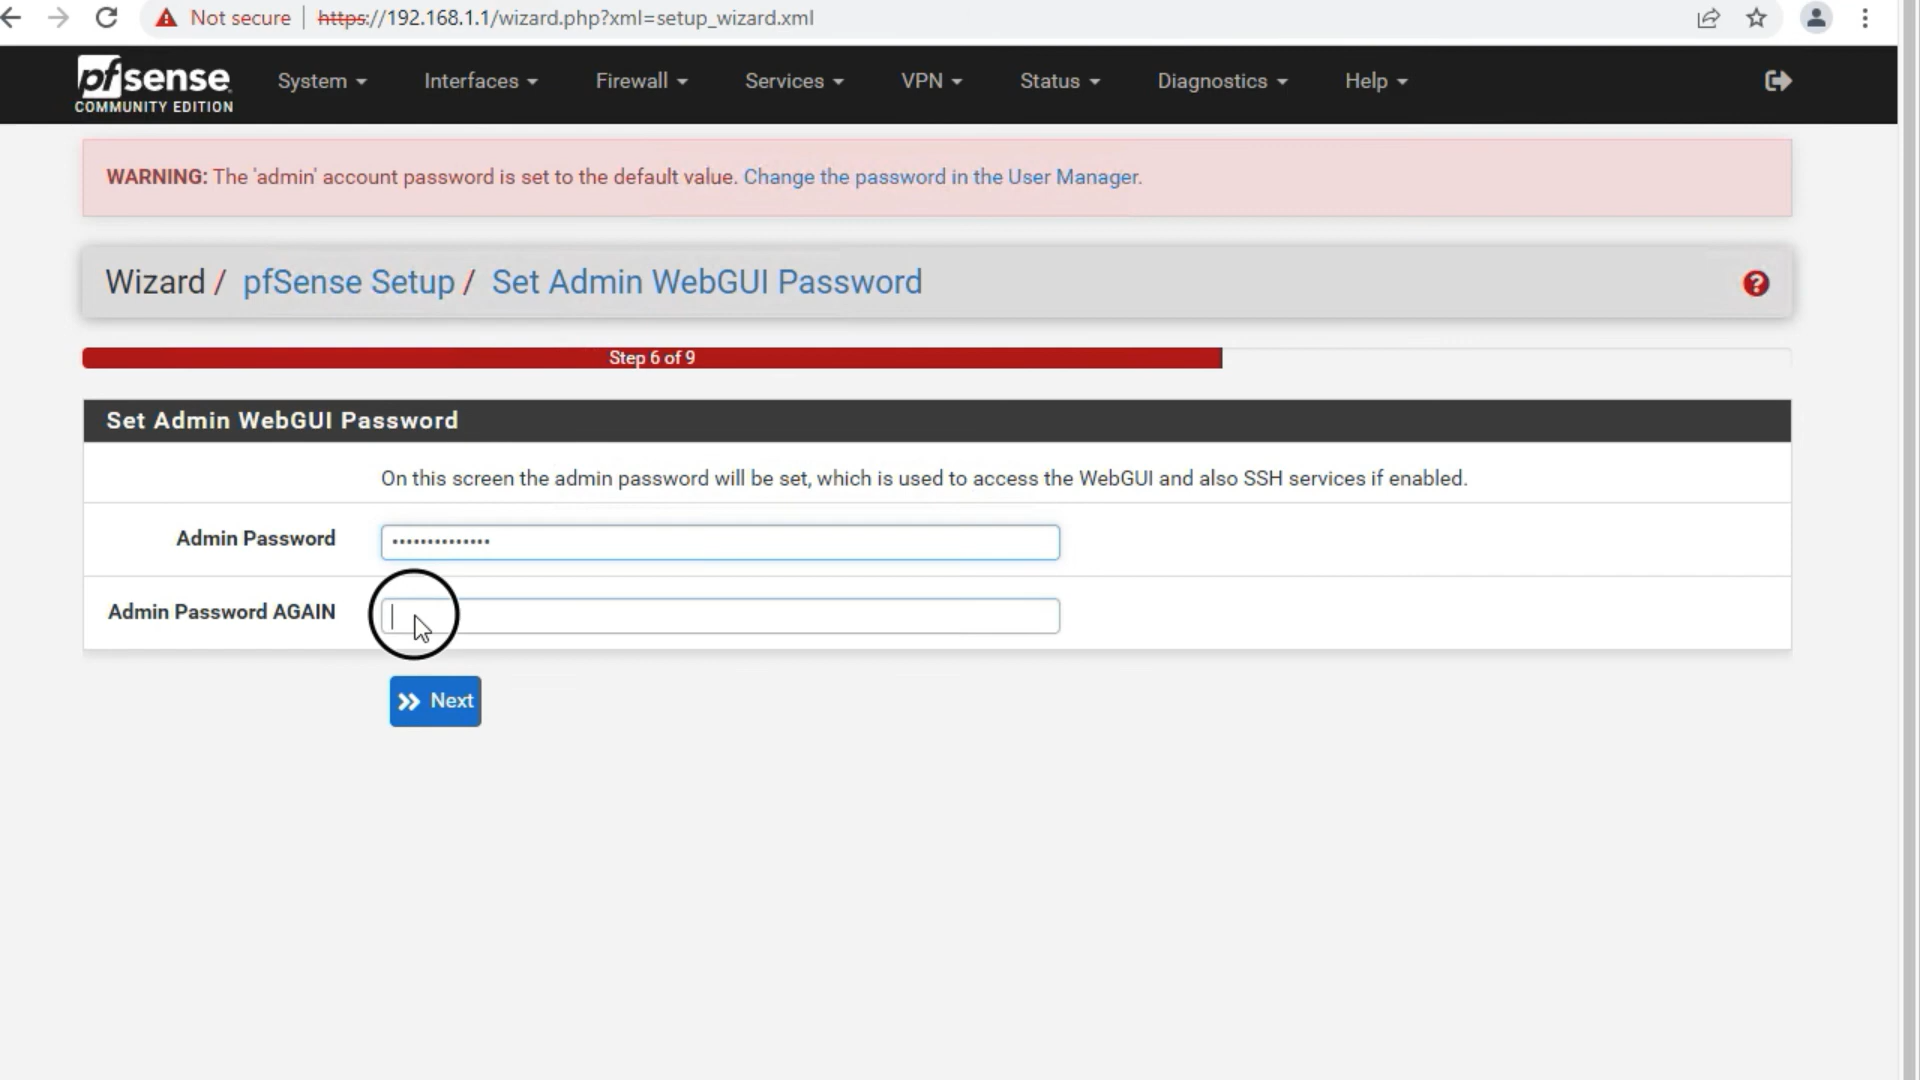 Not secure https://192.168.1.1/wizard.php?xml=setup_wizard.xml
pfsense System Interfaces Firewall Services VPN Status Diagnostics Help
COMMUNITY EDITION
WARNING: The 'admin' account password is set to the default value. Change the password in the User Manager.
Wizard / pfSense Setup / Set Admin WebGUI Password
Step 6 of 9
Set Admin WebGUI Password
On this screen the admin password will be set, which is used to access the WebGUI and also SSH services if enabled.
Admin Password ••••••••••••••
Admin Password AGAIN
Next